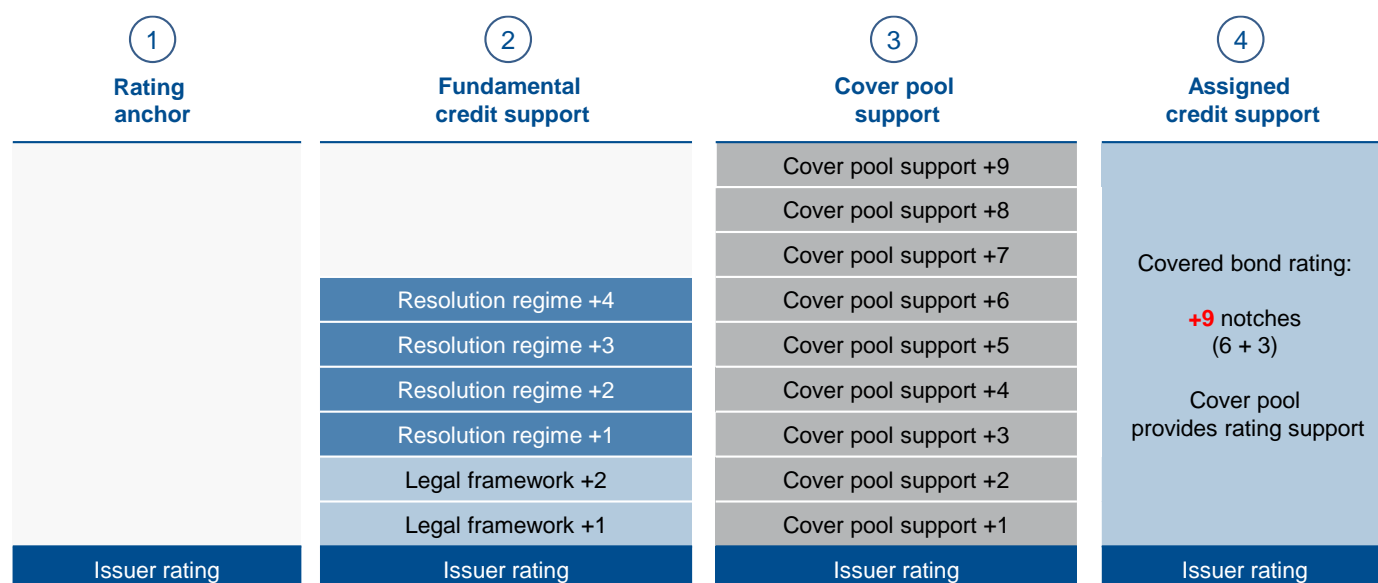 1
Rating
anchor
Issuer rating
2
Fundamental
credit support
Resolution regime +4
Resolution regime +3
Resolution regime +2
Resolution regime +1
Legal framework +2
Legal framework +1
Issuer rating
3
Cover pool
support
Cover pool support +9
Cover pool support +8
Cover pool support +7
Cover pool support +6
Cover pool support +5
Cover pool support +4
Cover pool support +3
Cover pool support +2
Cover pool support +1
Issuer rating
4
Assigned
credit support
Covered bond rating:
+9 notches
(6 + 3)
Cover pool
provides rating support
Issuer rating